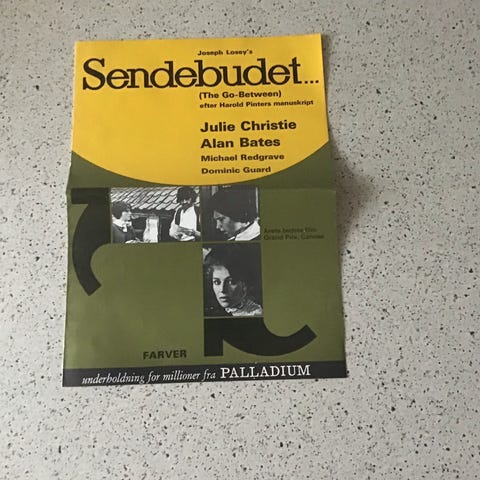 Joseph Losey's
Sendebudet...
(The Go-Between)
efter Harold Pinters manuskript
Julie Christie
Alan Bates
Michael Redgrave
Dominic Guard
Årets bedste film
Grand Prix, Cannes
FARVER
underholdning for millioner fra PALLADIUM